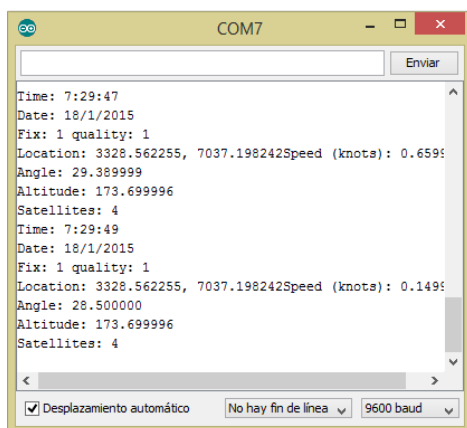 COM7
Enviar
Time: 7:29:47
Date: 18/1/2015
Fix: 1 quality: 1
Location: 3328.562255, 7037.198242Speed (knots): 0.6599
Angle: 29.389999
Altitude: 173.699996
Satellites: 4
Time: 7:29:49
Date: 18/1/2015
Fix: 1 quality: 1
Location: 3328.562255, 7037.198242Speed (knots): 0.1499
Angle: 28.500000
Altitude: 173.699996
Satellites: 4
Desplazamiento automático No hay fin de línea 9600 baud